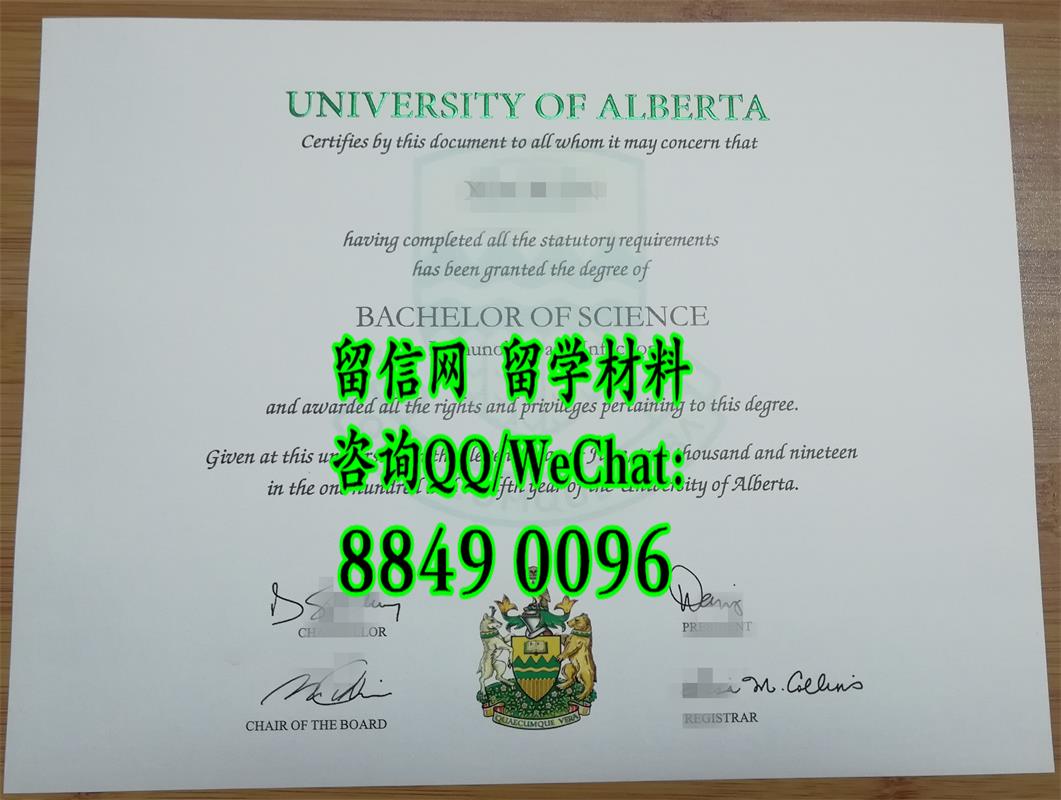 UNIVERSITY OF ALBERTA
Certifies by this document to all whom it may concern that
having completed all the statutory requirements
has been granted the degree of
BACHELOR OF SCIENCE
留信网 留学材料
and awarded all the rights and privileges pertaining to this degree.
咨询QQ/WeChat:
Given at this thousand and nineteen
in the one hundred year of the University of Alberta.
8849 0096
CHANCELLOR
PRESIDENT
M. Collins
CHAIR OF THE BOARD
REGISTRAR
QUAECUMQUE VERA